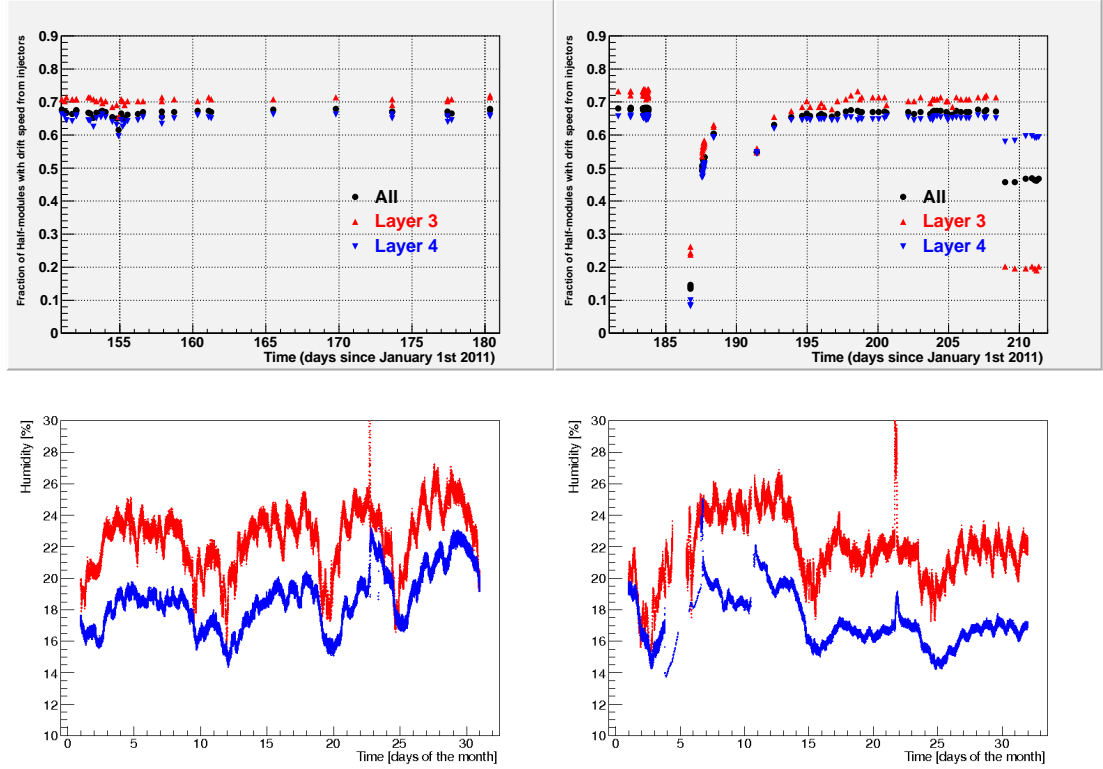 Fraction of Half-modules with drift speed from injectors
0.9
0.8
0.7
0.6
0.5
0.4
0.3
0.2
0.1
0
All
Layer 3
Layer 4
155 160 165 170 175 180
Time (days since January 1st 2011)
Fraction of Half-modules with drift speed from injectors
0.9
0.8
0.7
0.6
0.5
0.4
0.3
0.2
0.1
0
All
Layer 3
Layer 4
185 190 195 200 205 210
Time (days since January 1st 2011)
Humidity [%]
30
28
26
24
22
20
18
16
14
12
10
0 5 10 15 20 25 30
Time [days of the month]
Humidity [%]
30
28
26
24
22
20
18
16
14
12
10
0 5 10 15 20 25 30
Time [days of the month]